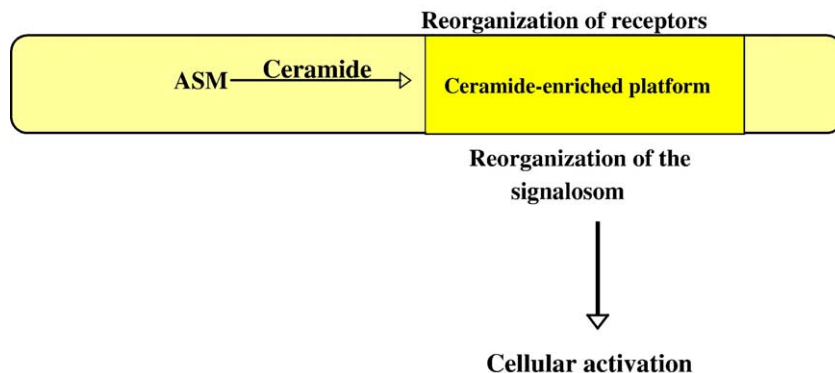 Reorganization of receptors
Ceramide
ASM
Ceramide-enriched platform
Reorganization of the
signalosom
Cellular activation